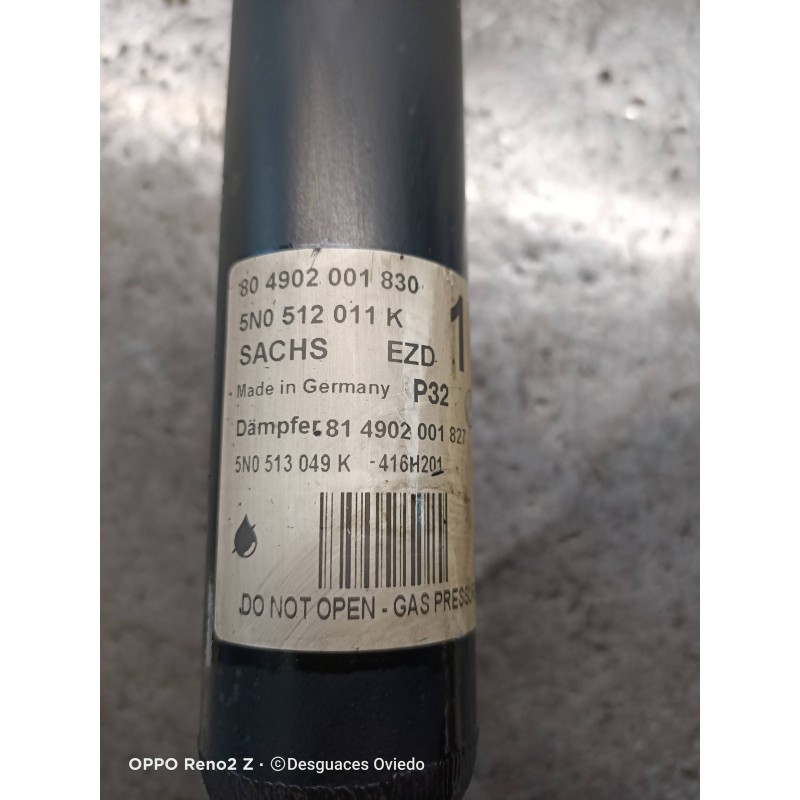 80 4902 001 830
5N0 512 011 K
SACHS EZD 1
Made in Germany P32
Dämpfer: 81 4902 001 827
5N0 513 049 K -416H201
DO NOT OPEN - GAS
OPPO Reno2 Z · ©Desguaces Oviedo